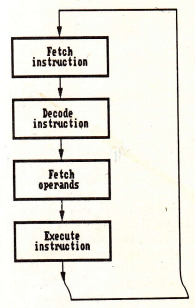 Fetch
instruction
Decode
instruction
Fetch
operands
Execute
instruction